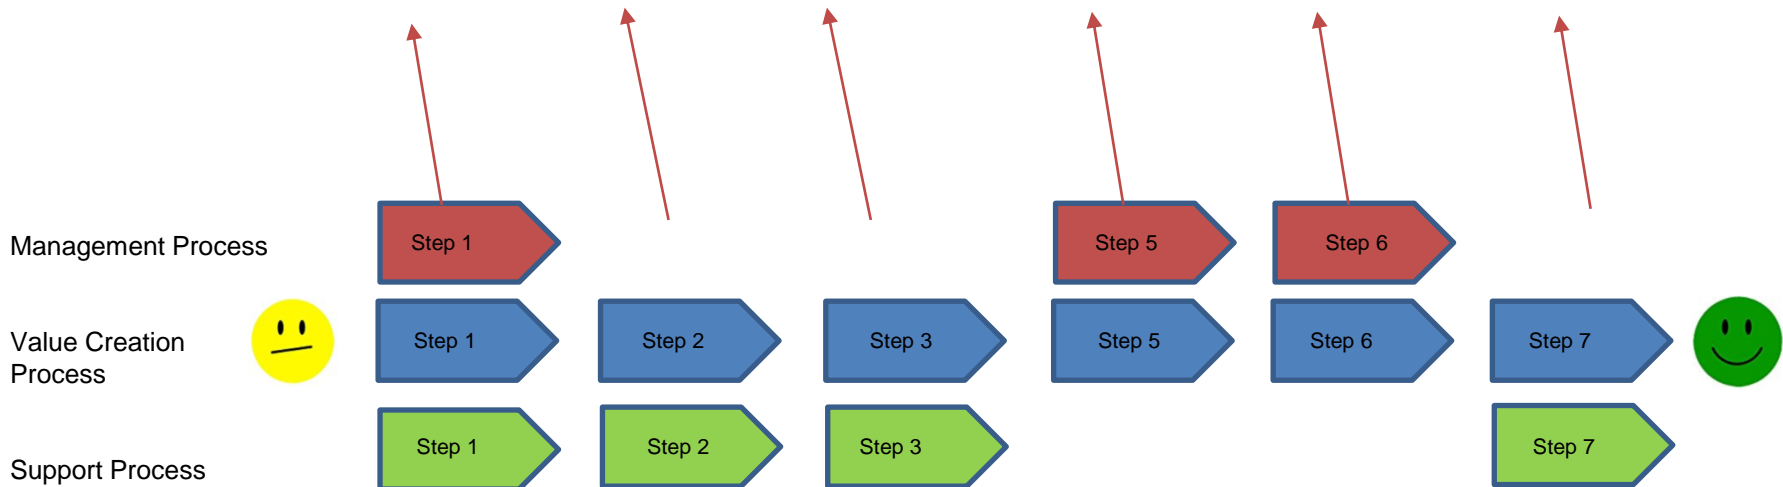 Management Process
Step 1
Step 5
Step 6
Value Creation
Process
Step 1
Step 2
Step 3
Step 5
Step 6
Step 7
Support Process
Step 1
Step 2
Step 3
Step 7